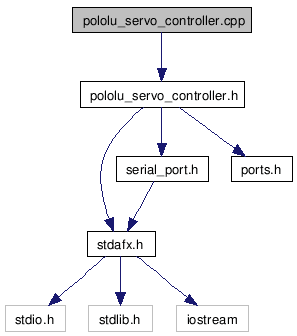 pololu_servo_controller.cpp
pololu_servo_controller.h
serial_port.h
ports.h
stdafx.h
stdio.h
stdlib.h
iostream